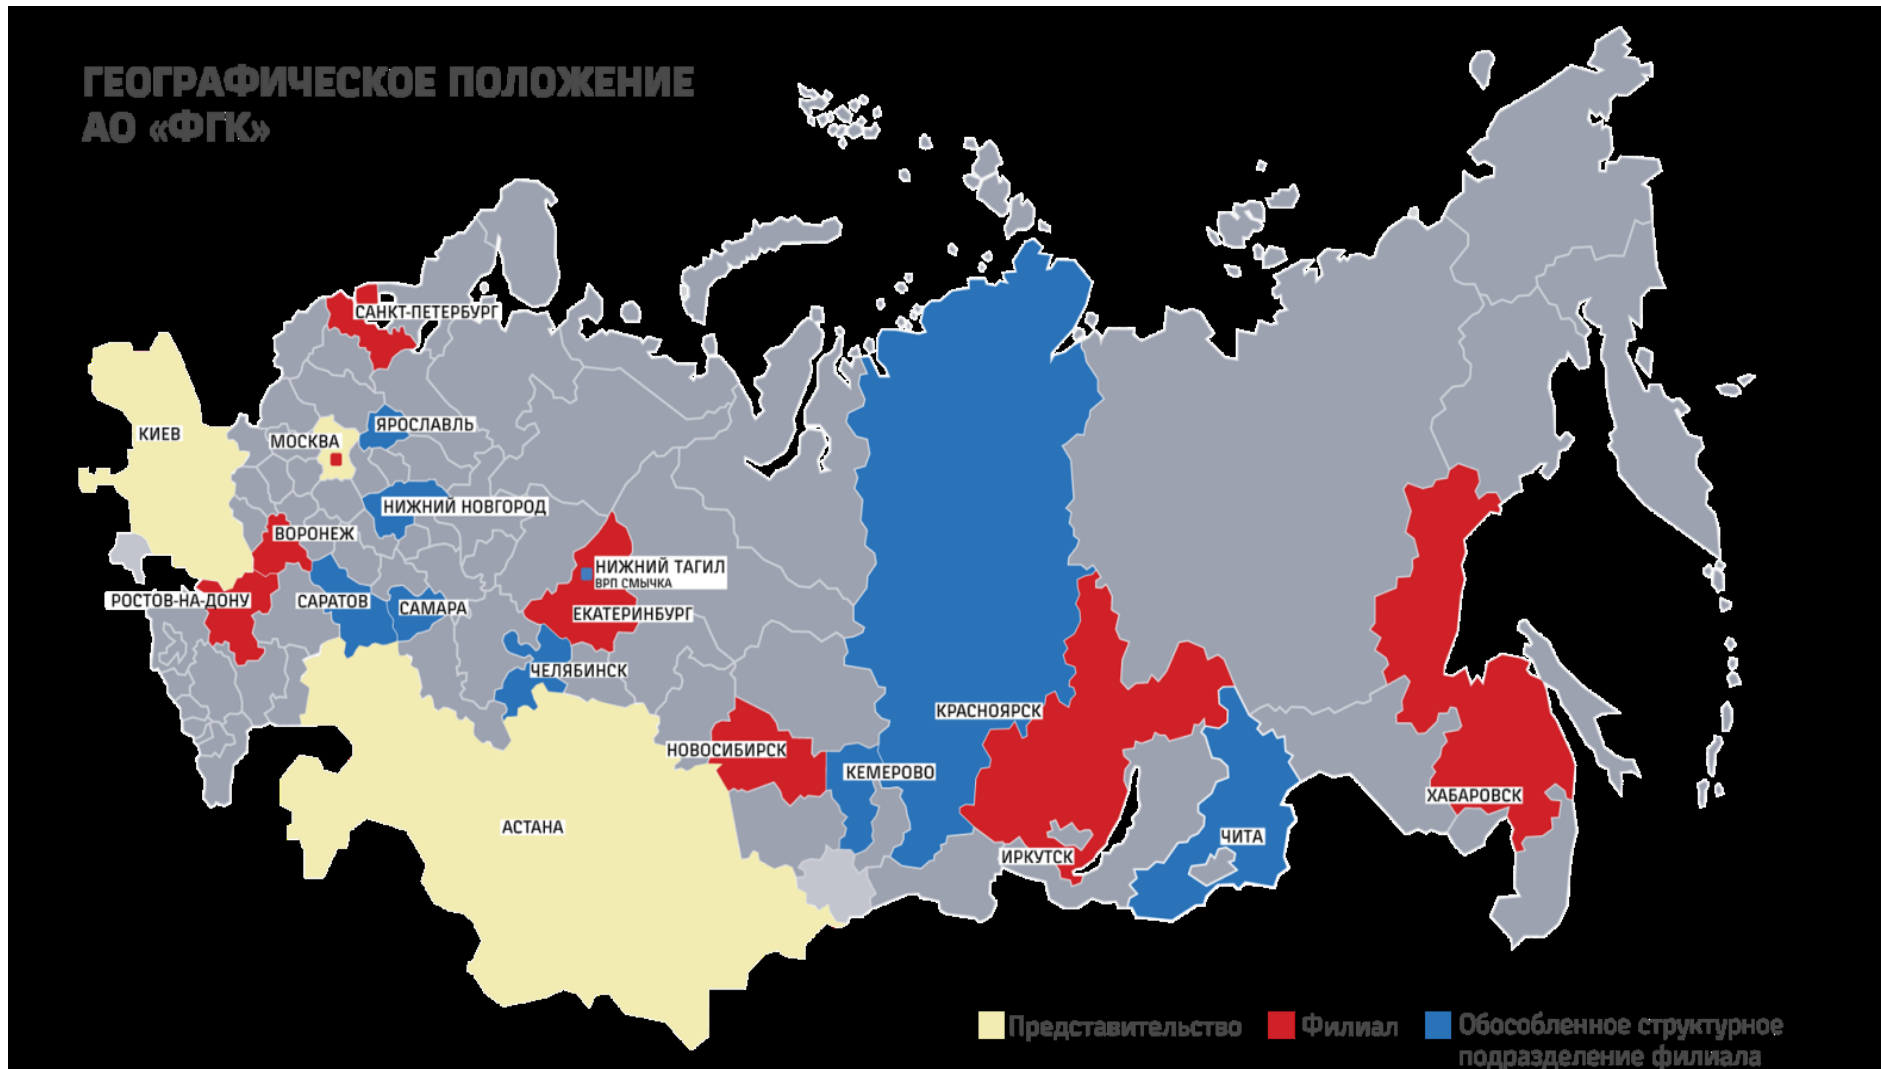 ГЕОГРАФИЧЕСКОЕ ПОЛОЖЕНИЕ
АО «ФГК»
САНКТ-ПЕТЕРБУРГ
ЯРОСЛАВЛЬ
КИЕВ
МОСКВА
НИЖНИЙ НОВГОРОД
ВОРОНЕЖ
НИЖНИЙ ТАГИЛ
ВРП СМЫЧКА
РОСТОВ-НА-ДОНУ
САРАТОВ
САМАРА
ЕКАТЕРИНБУРГ
ЧЕЛЯБИНСК
КРАСНОЯРСК
НОВОСИБИРСК
КЕМЕРОВО
ХАБАРОВСК
АСТАНА
ЧИТА
ИРКУТСК
Представительство
Филиал
Обособленное структурное
подразделение филиала